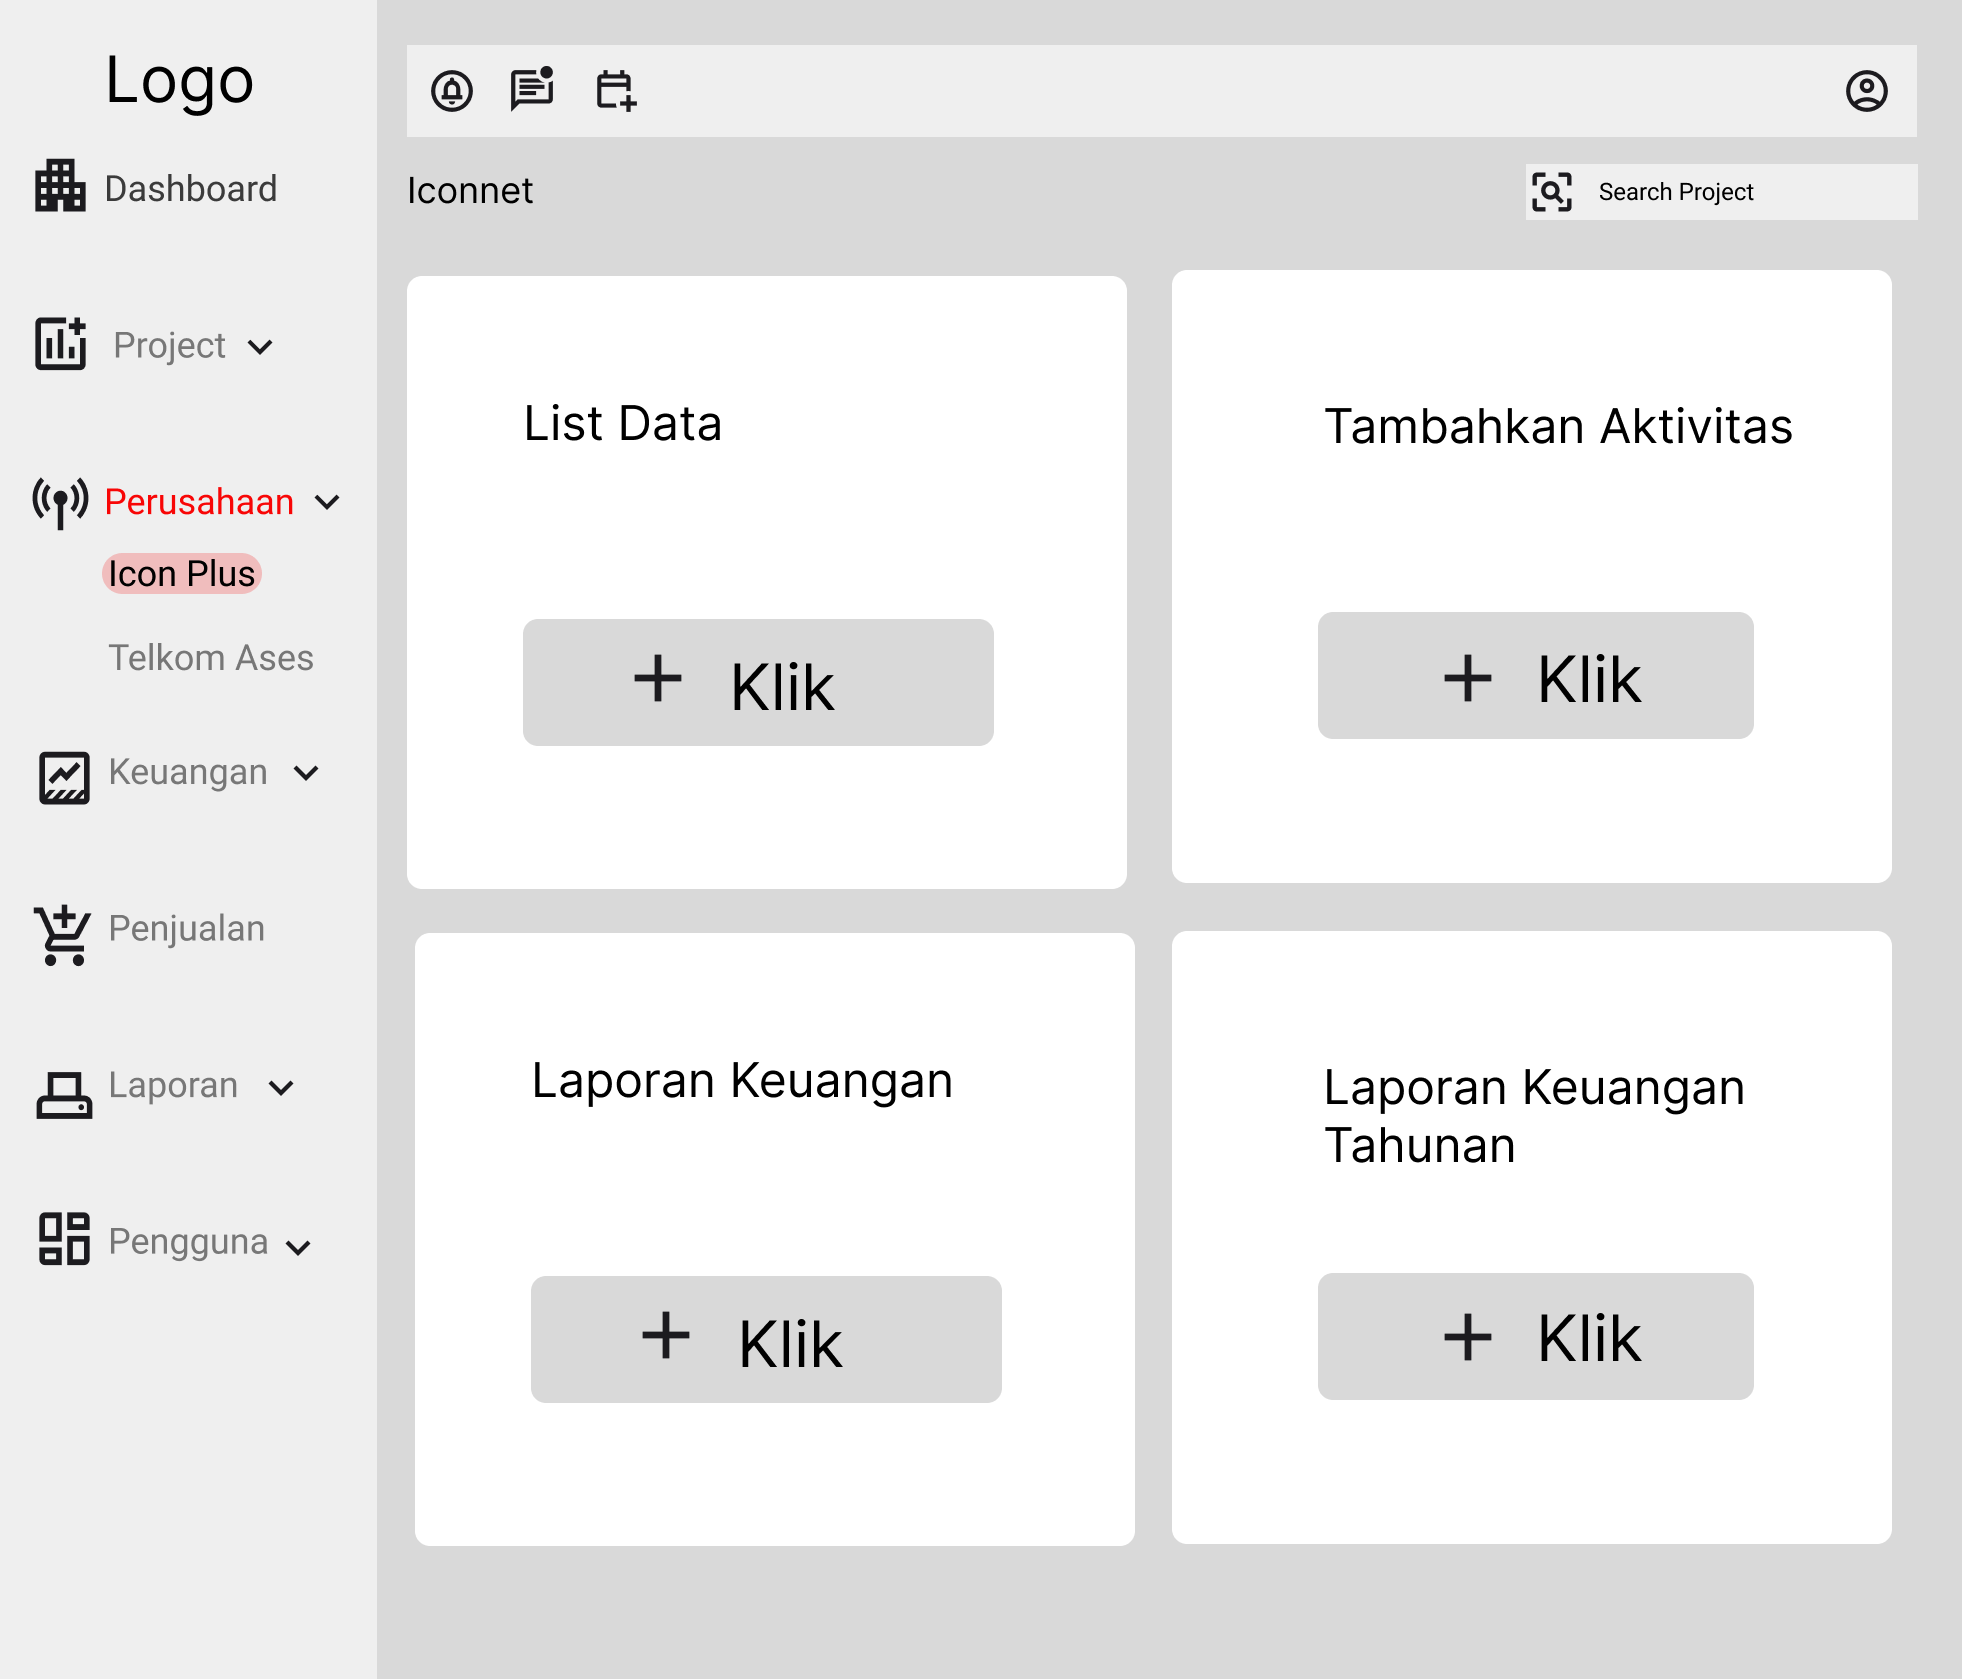 Logo
Dashboard
Project
Perusahaan
Icon Plus
Telkom Ases
Keuangan
Penjualan
Laporan
Pengguna
Iconnet
Search Project
List Data
Klik
Tambahkan Aktivitas
Klik
Laporan Keuangan
Klik
Laporan Keuangan
Tahunan
Klik